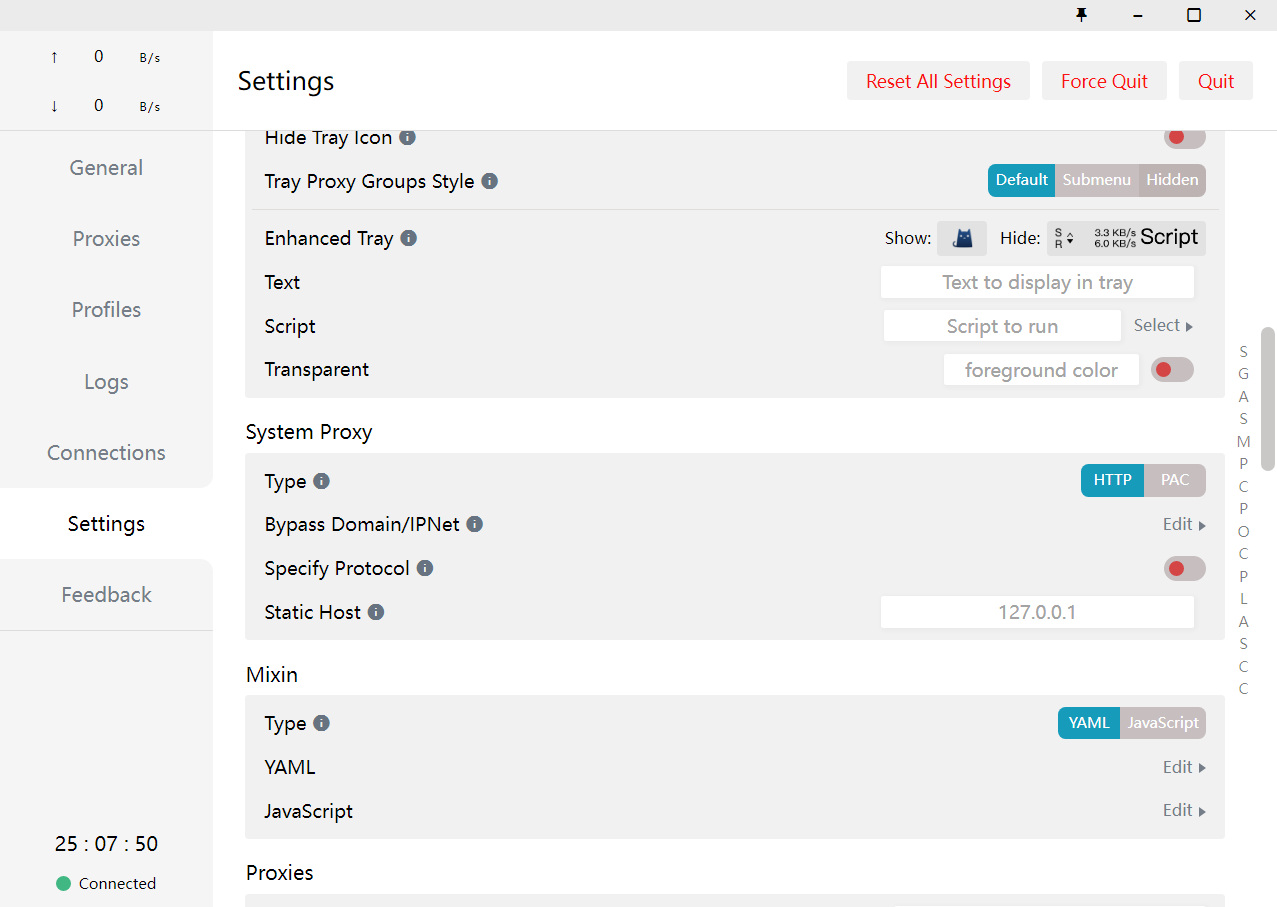 ↑ 0 B/s
↓ 0 B/s
Settings
Reset All Settings Force Quit Quit
General
Proxies
Profiles
Logs
Connections
Settings
Feedback
25 : 07 : 50
Connected
Hide Tray Icon
Tray Proxy Groups Style Default Submenu Hidden
Enhanced Tray Show: Hide: S R 3.3 KB/s 6.0 KB/s Script
Text Text to display in tray
Script Script to run Select
Transparent foreground color
System Proxy
Type HTTP PAC
Bypass Domain/IPNet Edit
Specify Protocol
Static Host 127.0.0.1
Mixin
Type YAML JavaScript
YAML Edit
JavaScript Edit
Proxies
S
G
A
S
M
P
C
P
O
C
P
L
A
S
C
C